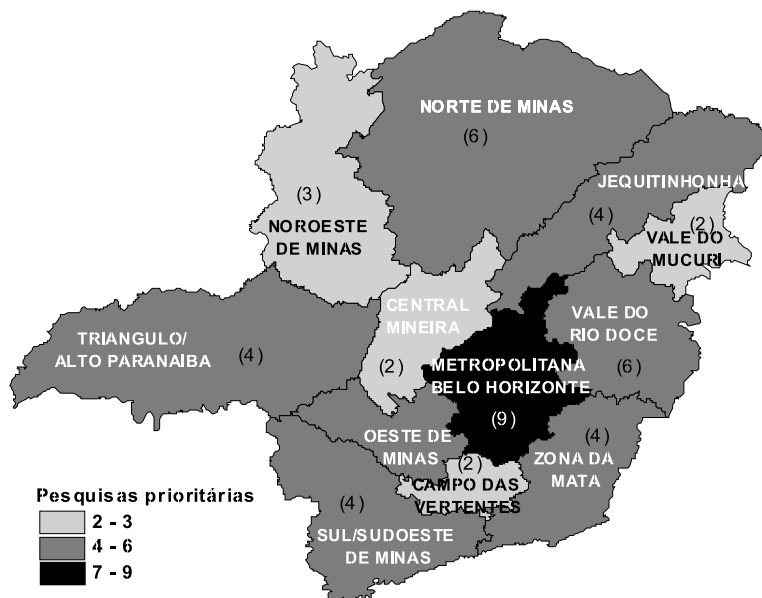 NORTE DE MINAS
(6)
JEQUITINHONHA
(4)
(3)
NOROESTE
DE MINAS
(2)
VALE DO
MUCURI
CENTRAL
MINEIRA
(2)
VALE DO
RIO DOCE
(6)
TRIANGULO/
ALTO PARANAIBA
(4)
METROPOLITANA
BELO HORIZONTE
(9)
OESTE DE
MINAS
(4)
ZONA DA
MATA
(2)
CAMPO DAS
VERTENTES
(4)
SUL/SUDOESTE
DE MINAS
Pesquisas prioritárias
2 - 3
4 - 6
7 - 9